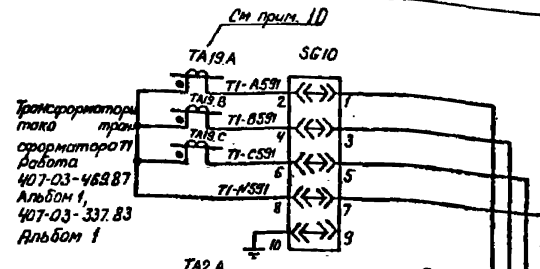 См прим. 10
TA19.A
SG10
T1-A591
2
1
TA19.B
T1-B591
4
3
TA19.C
T1-C591
6
5
T1-N591
8
7
10
9
Трансформаторы
тока тран
сформатора T1
работа
407-03-469.87
Альбом 1,
407-03-337.83
Альбом 1
TA2.A